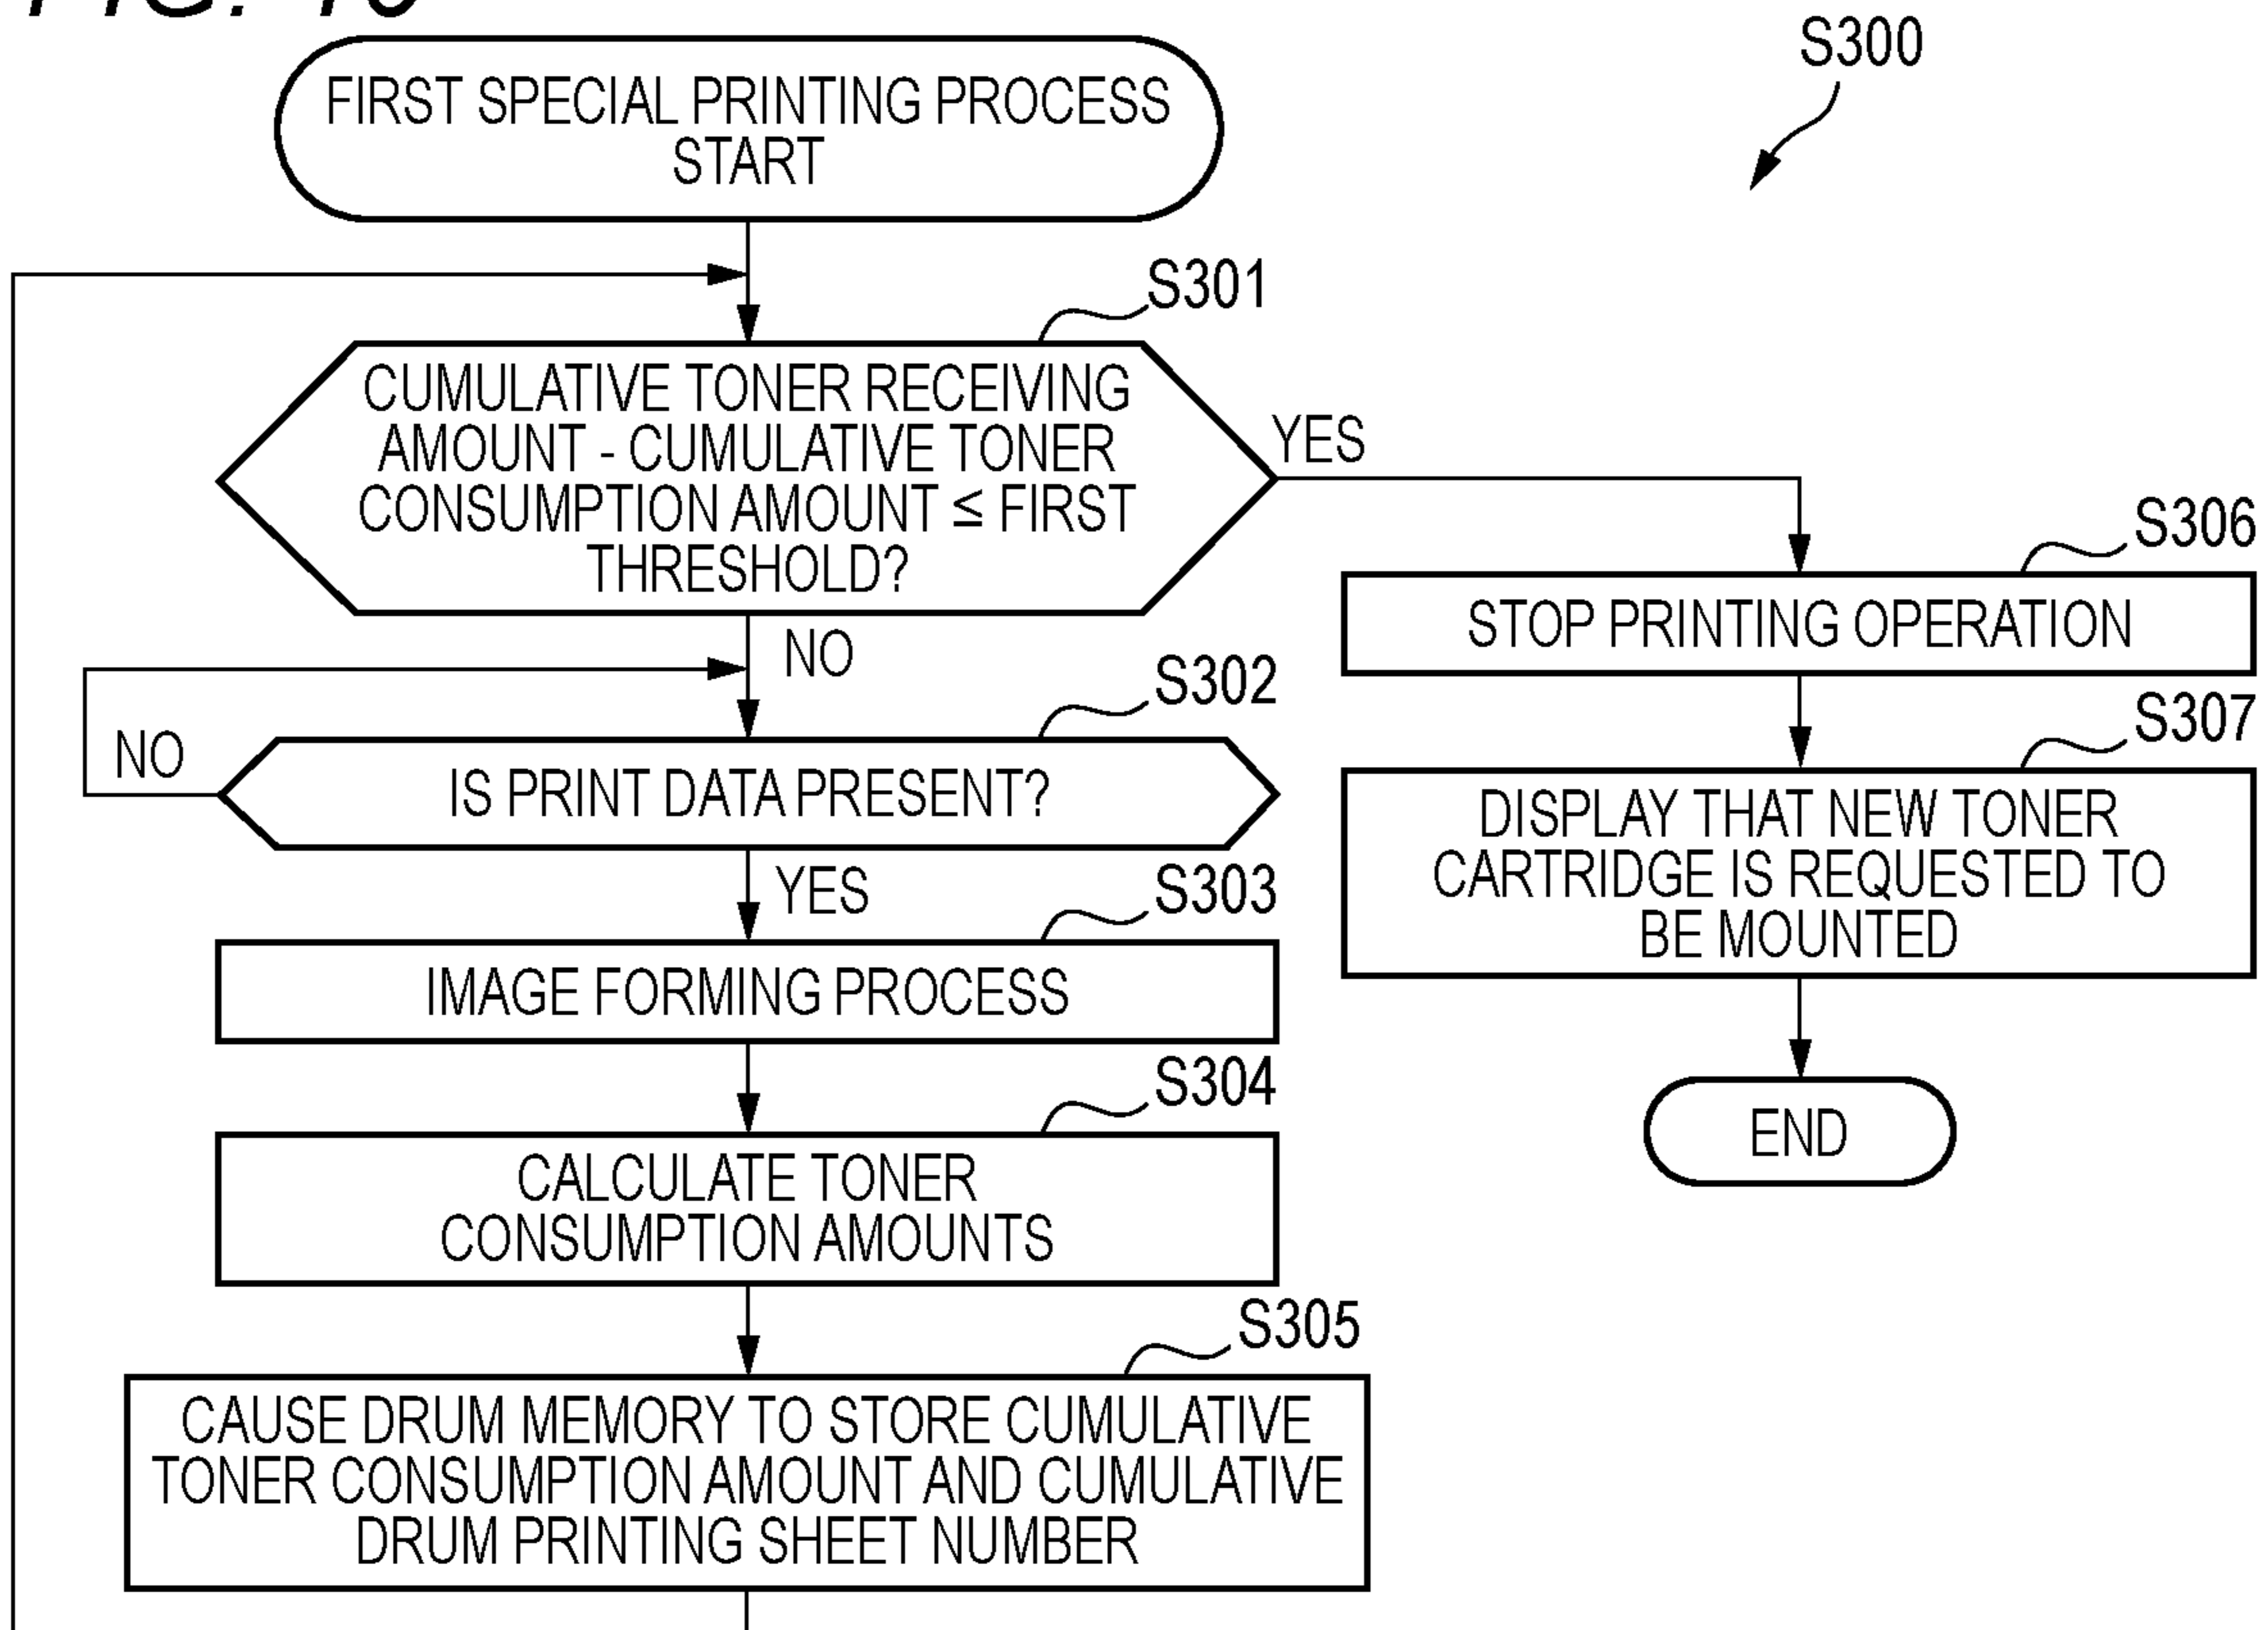 FIRST SPECIAL PRINTING PROCESS
START
S300
S301
CUMULATIVE TONER RECEIVING
AMOUNT - CUMULATIVE TONER
CONSUMPTION AMOUNT ≤ FIRST
THRESHOLD?
YES
NO
S302
IS PRINT DATA PRESENT?
NO
YES
S303
IMAGE FORMING PROCESS
S304
CALCULATE TONER
CONSUMPTION AMOUNTS
S305
CAUSE DRUM MEMORY TO STORE CUMULATIVE
TONER CONSUMPTION AMOUNT AND CUMULATIVE
DRUM PRINTING SHEET NUMBER
S306
STOP PRINTING OPERATION
S307
DISPLAY THAT NEW TONER
CARTRIDGE IS REQUESTED TO
BE MOUNTED
END